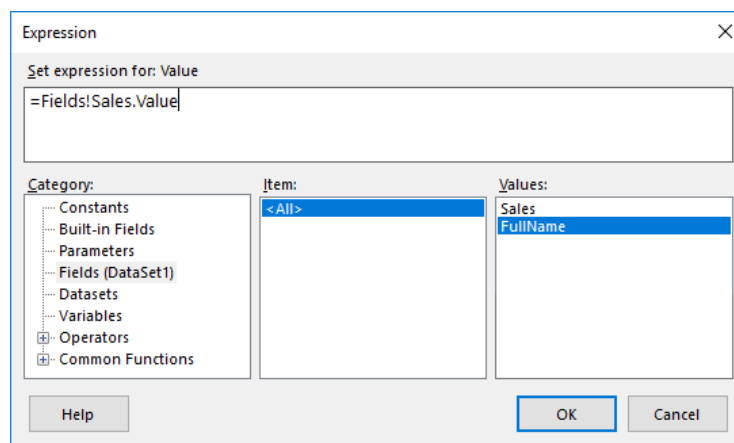 Expression
Set expression for: Value
=Fields!Sales.Value
Category:
Item:
Values:
Constants
Built-in Fields
Parameters
Fields (DataSet1)
Datasets
Variables
Operators
Common Functions
<All>
Sales
FullName
Help
OK
Cancel